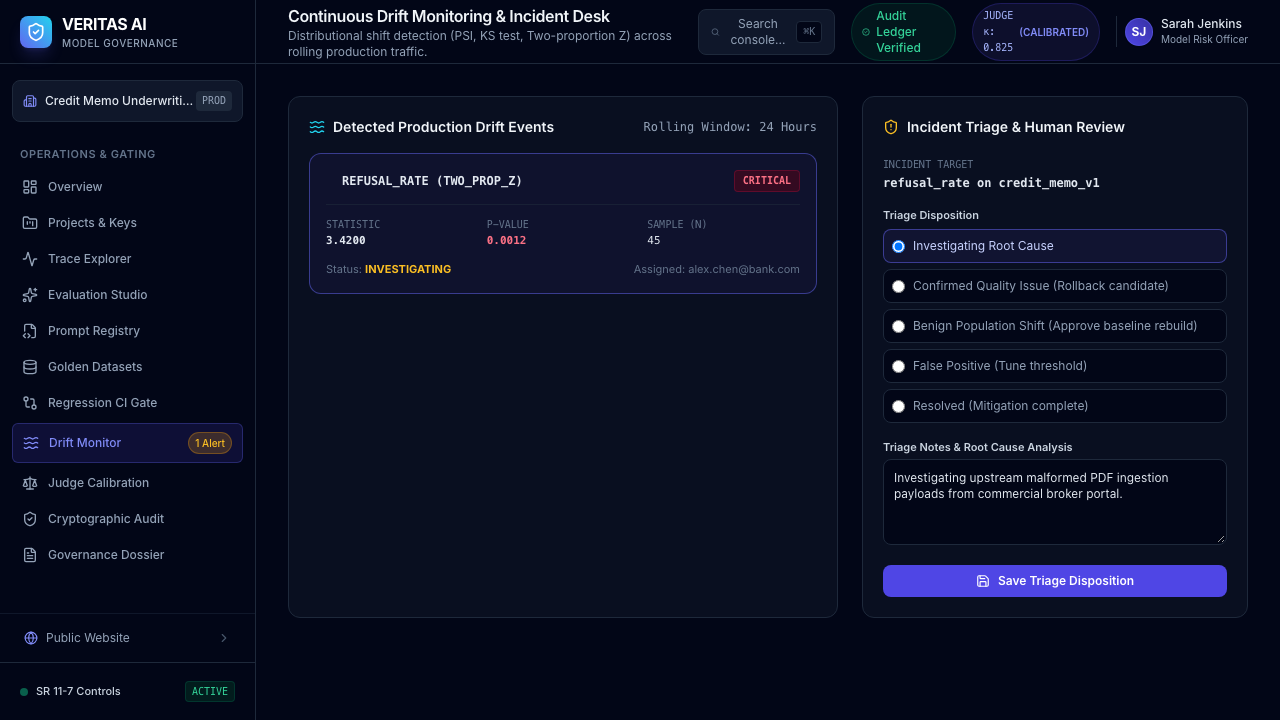 VERITAS AI
MODEL GOVERNANCE
Credit Memo Underwriti... PROD
OPERATIONS & GATING
Overview
Projects & Keys
Trace Explorer
Evaluation Studio
Prompt Registry
Golden Datasets
Regression CI Gate
Drift Monitor 1 Alert
Judge Calibration
Cryptographic Audit
Governance Dossier
Public Website
SR 11-7 Controls ACTIVE
Continuous Drift Monitoring & Incident Desk
Distributional shift detection (PSI, KS test, Two-proportion Z) across
rolling production traffic.
Search
console... ⌘K
Audit
Ledger
Verified
JUDGE
κ:
0.825
(CALIBRATED)
SJ
Sarah Jenkins
Model Risk Officer
Detected Production Drift Events
Rolling Window: 24 Hours
REFUSAL_RATE (TWO_PROP_Z) CRITICAL
STATISTIC P-VALUE SAMPLE (N)
3.4200 0.0012 45
Status: INVESTIGATING Assigned: alex.chen@bank.com
Incident Triage & Human Review
INCIDENT TARGET
refusal_rate on credit_memo_v1
Triage Disposition
Investigating Root Cause
Confirmed Quality Issue (Rollback candidate)
Benign Population Shift (Approve baseline rebuild)
False Positive (Tune threshold)
Resolved (Mitigation complete)
Triage Notes & Root Cause Analysis
Investigating upstream malformed PDF ingestion
payloads from commercial broker portal.
Save Triage Disposition